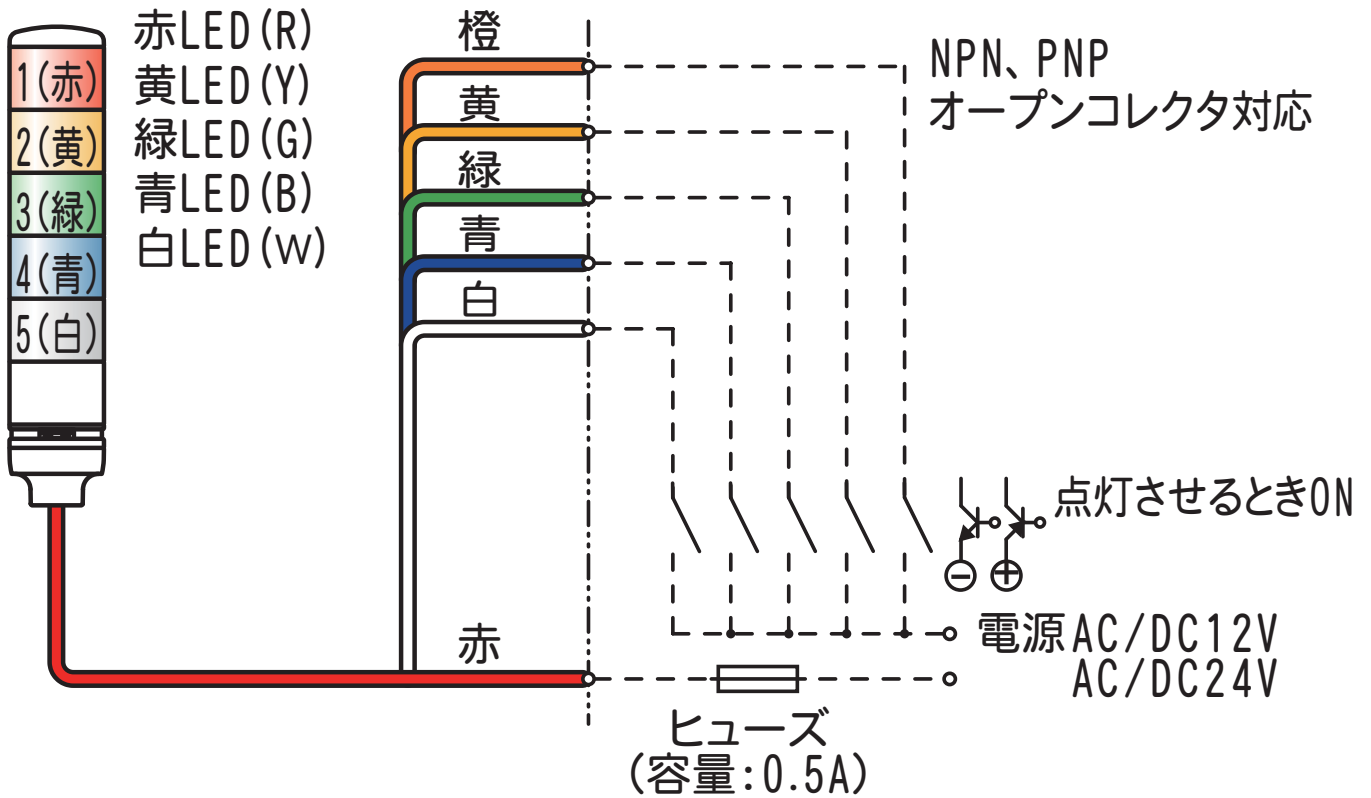 1(赤)
2(黄)
3(緑)
4(青)
5(白)
赤LED(R)
黄LED(Y)
緑LED(G)
青LED(B)
白LED(W)
橙
黄
緑
青
白
赤
NPN、PNP
オープンコレクタ対応
点灯させるときON
電源AC/DC12V
AC/DC24V
ヒューズ
(容量:0.5A)